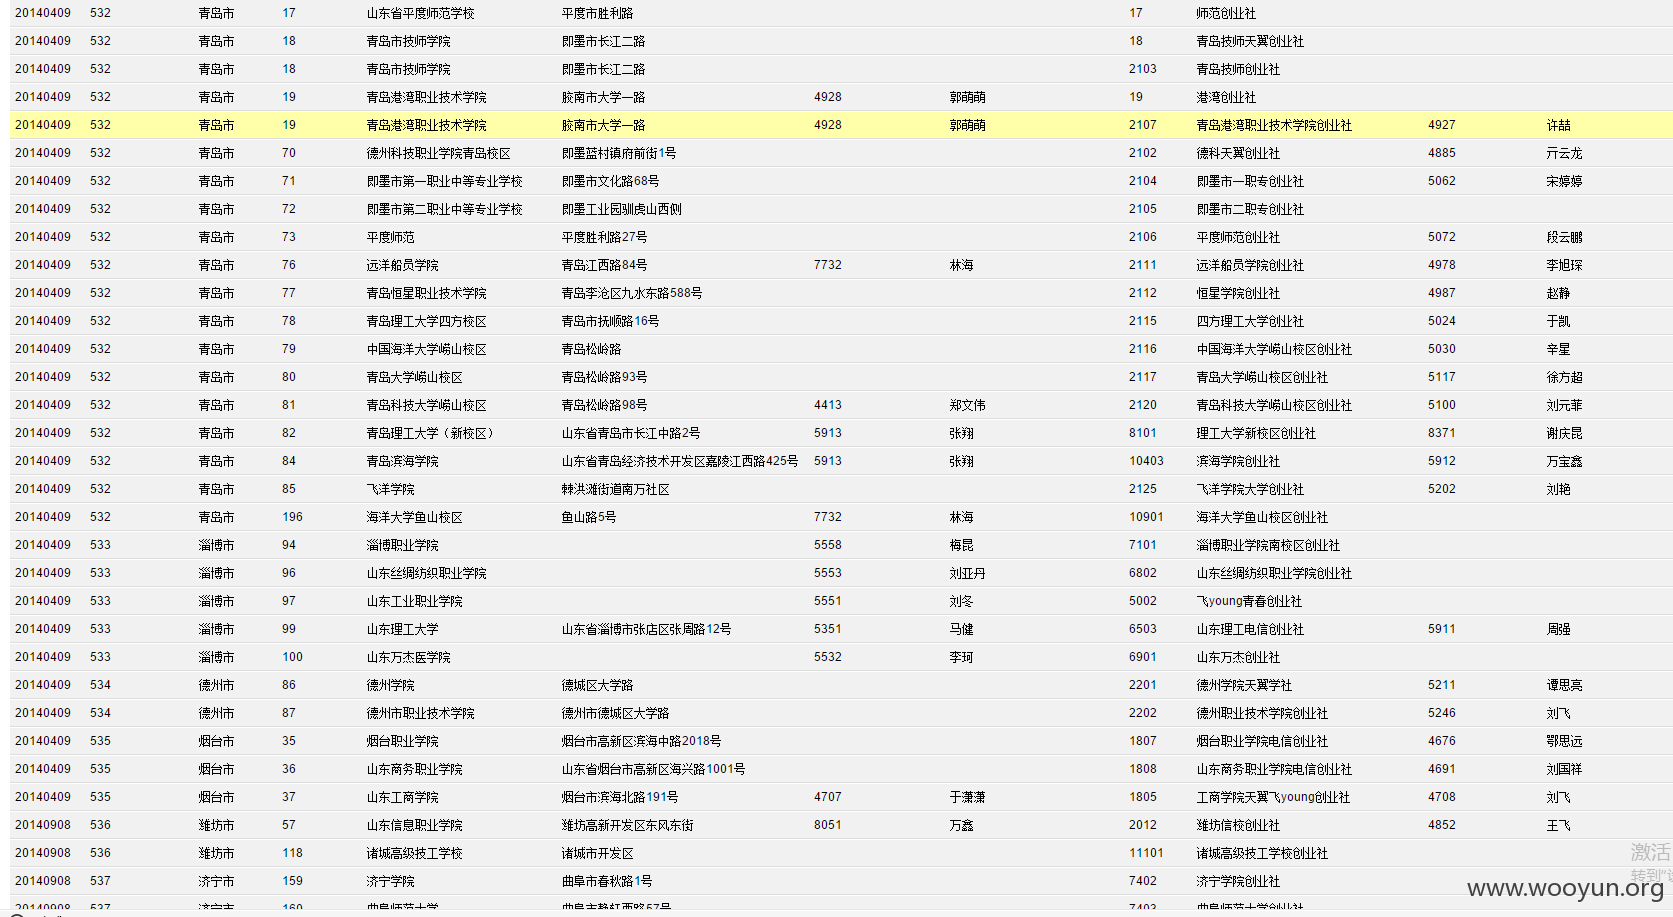 20140409 532 青岛市 17 山东省平度师范学校 平度市胜利路 17 师范创业社
20140409 532 青岛市 18 青岛市技师学院 即墨市长江二路 18 青岛技师天翼创业社
20140409 532 青岛市 18 青岛市技师学院 即墨市长江二路 2103 青岛技师创业社
20140409 532 青岛市 19 青岛港湾职业技术学院 胶南市大学一路 4928 郭萌萌 19 港湾创业社
20140409 532 青岛市 19 青岛港湾职业技术学院 胶南市大学一路 4928 郭萌萌 2107 青岛港湾职业技术学院创业社 4927 许喆
20140409 532 青岛市 70 德州科技职业学院青岛校区 即墨蓝村镇府前街1号 2102 德科天翼创业社 4885 亓云龙
20140409 532 青岛市 71 即墨市第一职业中等专业学校 即墨市文化路68号 2104 即墨市一职专创业社 5062 宋婷婷
20140409 532 青岛市 72 即墨市第二职业中等专业学校 即墨工业园驯虎山西侧 2105 即墨市二职专创业社
20140409 532 青岛市 73 平度师范 平度胜利路27号 2106 平度师范创业社 5072 段云鹏
20140409 532 青岛市 76 远洋船员学院 青岛江西路84号 7732 林海 2111 远洋船员学院创业社 4978 李旭琛
20140409 532 青岛市 77 青岛恒星职业技术学院 青岛李沧区九水东路588号 2112 恒星学院创业社 4987 赵静
20140409 532 青岛市 78 青岛理工大学四方校区 青岛市抚顺路16号 2115 四方理工大学创业社 5024 于凯
20140409 532 青岛市 79 中国海洋大学崂山校区 青岛松岭路 2116 中国海洋大学崂山校区创业社 5030 辛星
20140409 532 青岛市 80 青岛大学崂山校区 青岛松岭路93号 2117 青岛大学崂山校区创业社 5117 徐方超
20140409 532 青岛市 81 青岛科技大学崂山校区 青岛松岭路98号 4413 郑文伟 2120 青岛科技大学崂山校区创业社 5100 刘元菲
20140409 532 青岛市 82 青岛理工大学（新校区） 山东省青岛市长江中路2号 5913 张翔 8101 理工大学新校区创业社 8371 谢庆昆
20140409 532 青岛市 84 青岛滨海学院 山东省青岛经济技术开发区嘉陵江西路425号 5913 张翔 10403 滨海学院创业社 5912 万宝鑫
20140409 532 青岛市 85 飞洋学院 棘洪滩街道南万社区 2125 飞洋学院大学创业社 5202 刘艳
20140409 532 青岛市 196 海洋大学鱼山校区 鱼山路5号 7732 林海 10901 海洋大学鱼山校区创业社
20140409 533 淄博市 94 淄博职业学院 5558 梅昆 7101 淄博职业学院南校区创业社
20140409 533 淄博市 96 山东丝绸纺织职业学院 5553 刘亚丹 6802 山东丝绸纺织职业学院创业社
20140409 533 淄博市 97 山东工业职业学院 5551 刘冬 5002 飞young青春创业社
20140409 533 淄博市 99 山东理工大学 山东省淄博市张店区张周路12号 5351 马健 6503 山东理工电信创业社 5911 周强
20140409 533 淄博市 100 山东万杰医学院 5532 李珂 6901 山东万杰创业社
20140409 534 德州市 86 德州学院 德城区大学路 2201 德州学院天翼学社 5211 谭思亮
20140409 534 德州市 87 德州市职业技术学院 德州市德城区大学路 2202 德州职业技术学院创业社 5246 刘飞
20140409 535 烟台市 35 烟台职业学院 烟台市高新区滨海中路2018号 1807 烟台职业学院电信创业社 4676 鄂思远
20140409 535 烟台市 36 山东商务职业学院 山东省烟台市高新区海兴路1001号 1808 山东商务职业学院电信创业社 4691 刘国祥
20140409 535 烟台市 37 山东工商学院 烟台市滨海北路191号 4707 于潇潇 1805 工商学院天翼飞young创业社 4708 刘飞
20140908 536 潍坊市 57 山东信息职业学院 潍坊高新开发区东风东街 8051 万鑫 2012 潍坊信校创业社 4852 王飞
20140908 536 潍坊市 118 诸城高级技工学校 诸城市开发区 11101 诸城高级技工学校创业社
激活
20140908 537 济宁市 159 济宁学院 曲阜市春秋路1号 7402 济宁学院创业社
转到"设
www.wooyun.org
20140908 537 济宁市 160 曲阜师范大学 曲阜市静轩西路57号 7403 曲阜师范大学创业社